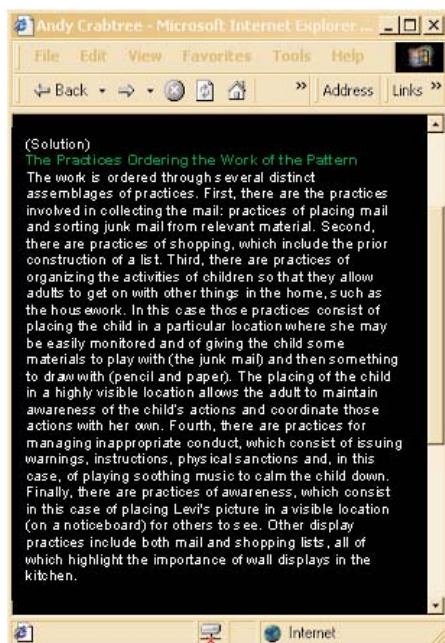 Andy Crabtree - Microsoft Internet Explorer ...
File Edit View Favorites Tools Help
Back Address Links »
(Solution)
The Practices Ordering the Work of the Pattern
The work is ordered through several distinct
assemblages of practices. First, there are the practices
involved in collecting the mail: practices of placing mail
and sorting junk mail from relevant material. Second,
there are practices of shopping, which include the prior
construction of a list. Third, there are practices of
organizing the activities of children so that they allow
adults to get on with other things in the home, such as
the housework. In this case those practices consist of
placing the child in a particular location where she may
be easily monitored and of giving the child some
materials to play with (the junk mail) and then something
to draw with (pencil and paper). The placing of the child
in a highly visible location allows the adult to maintain
awareness of the child's actions and coordinate those
actions with her own. Fourth, there are practices for
managing inappropriate conduct, which consist of issuing
warnings, instructions, physical sanctions and, in this
case, of playing soothing music to calm the child down.
Finally, there are practices of awareness, which consist
in this case of placing Levi's picture in a visible location
(on a noticeboard) for others to see. Other display
practices include both mail and shopping lists, all of
which highlight the importance of wall displays in the
kitchen.
Internet